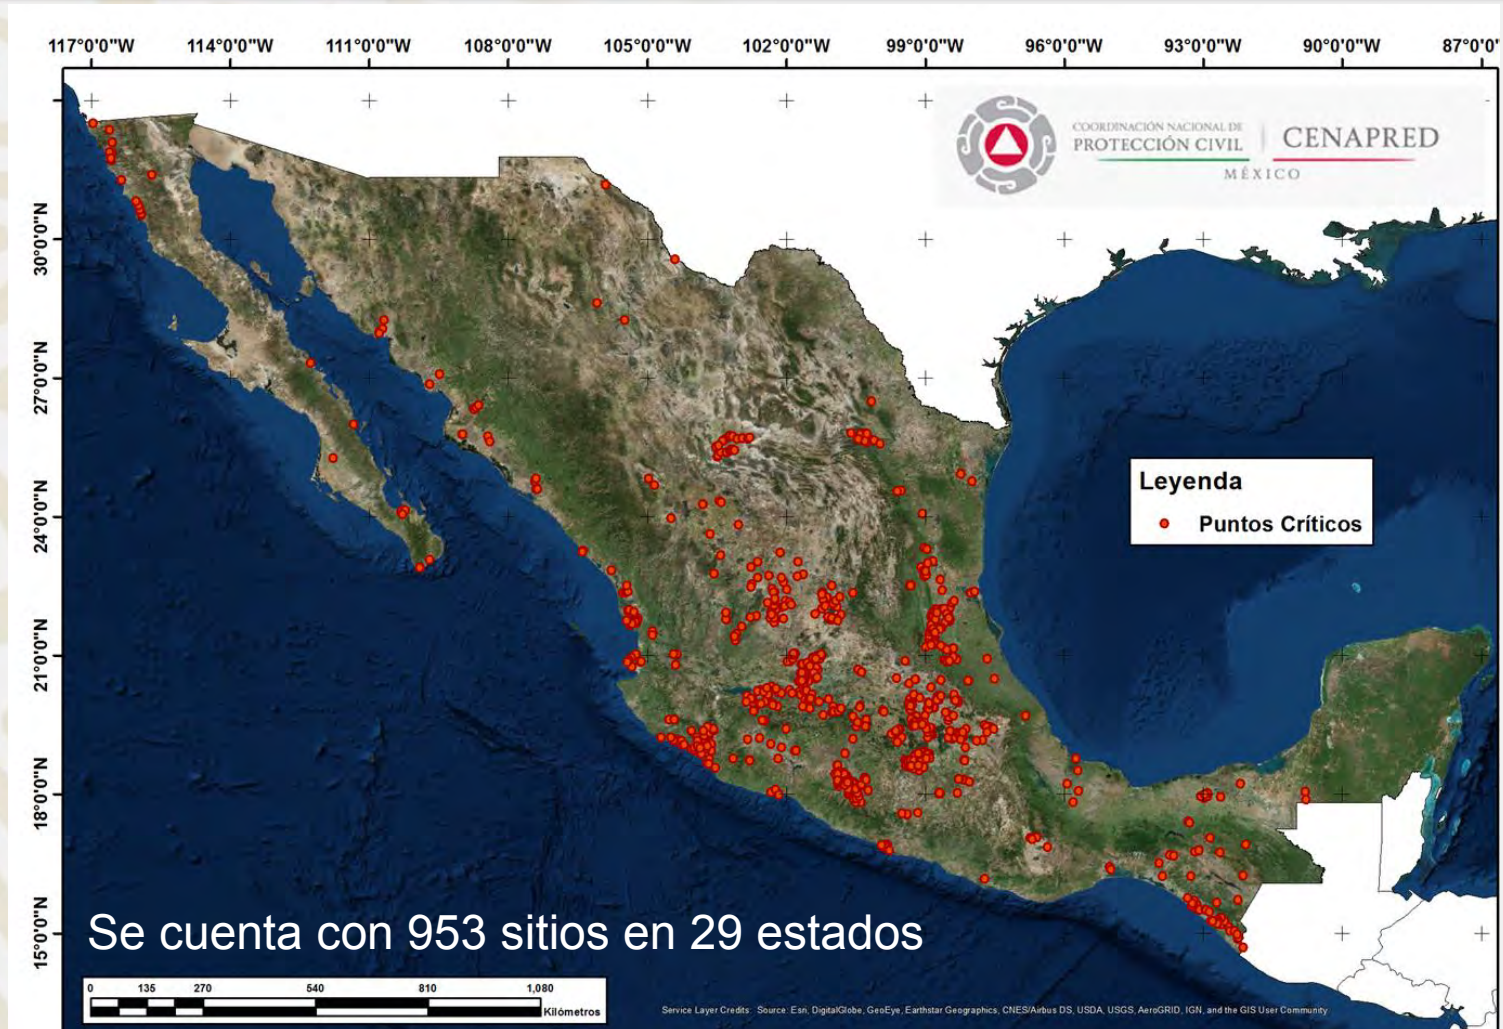 117°0'0"W 114°0'0"W 111°0'0"W 108°0'0"W 105°0'0"W 102°0'0"W 99°0'0"W 96°0'0"W 93°0'0"W 90°0'0"W 87°0'0"
COORDINACIÓN NACIONAL DE
PROTECCIÓN CIVIL
CENAPRED
MÉXICO
30°0'0"N
27°0'0"N
24°0'0"N
21°0'0"N
18°0'0"N
15°0'0"N
Leyenda
Puntos Críticos
Se cuenta con 953 sitios en 29 estados
0 135 270 540 810 1,080
Kilómetros
Service Layer Credits: Source: Esri, DigitalGlobe, GeoEye, Earthstar Geographics, CNES/Airbus DS, USDA, USGS, AeroGRID, IGN, and the GIS User Community